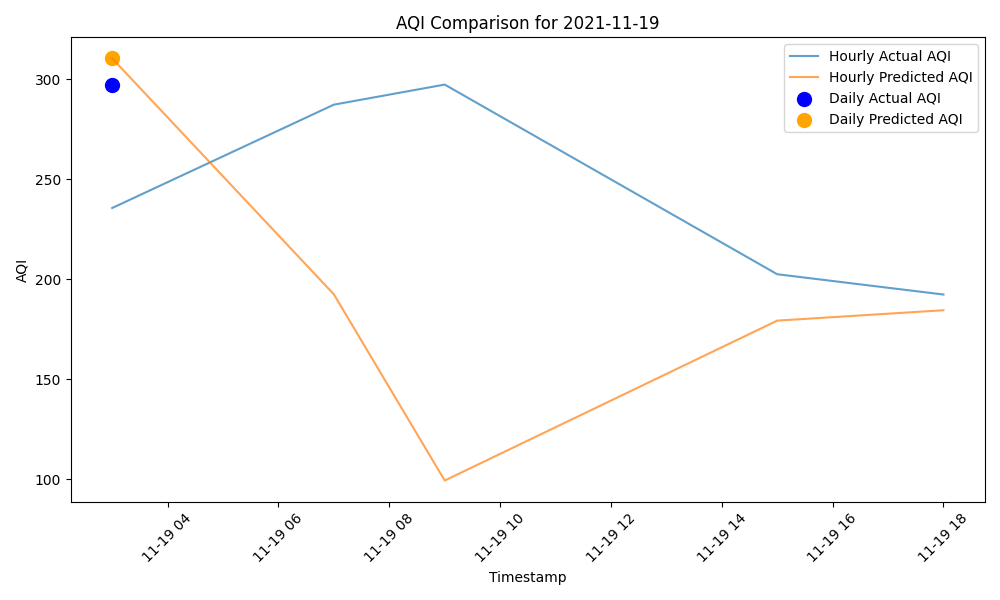 AQI Comparison for 2021-11-19
Hourly Actual AQI
Hourly Predicted AQI
Daily Actual AQI
Daily Predicted AQI
AQI
300
250
200
150
100
11-19 04
11-19 06
11-19 08
11-19 10
11-19 12
11-19 14
11-19 16
11-19 18
Timestamp